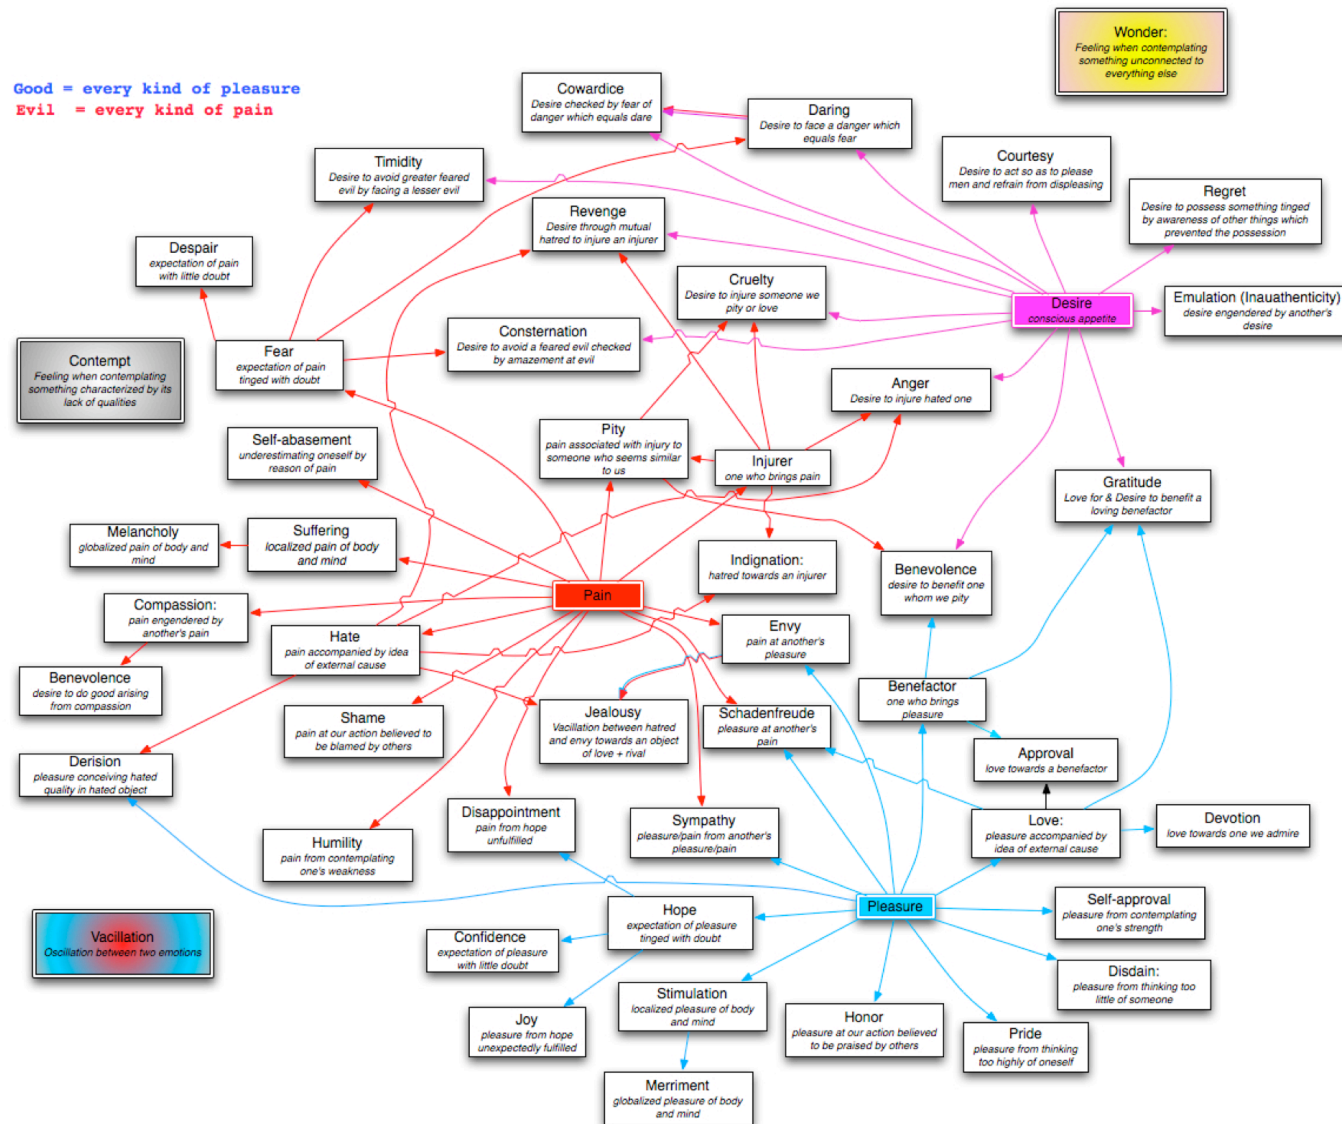 Wonder:
Feeling when contemplating
something unconnected to
everything else
Good = every kind of pleasure
Evil = every kind of pain
Cowardice
Desire checked by fear of
danger which equals dare
Daring
Desire to face a danger which
equals fear
Timidity
Desire to avoid greater feared
evil by facing a lesser evil
Courtesy
Desire to act so as to please
men and refrain from displeasing
Regret
Desire to possess something tinged
by awareness of other things which
prevented the possession
Revenge
Desire through mutual
hatred to injure an injurer
Despair
expectation of pain
with little doubt
Cruelty
Desire to injure someone we
pity or love
Desire
conscious appetite
Emulation (Inauathenticity)
desire engendered by another's
desire
Consternation
Desire to avoid a feared evil checked
by amazement at evil
Fear
expectation of pain
tinged with doubt
Contempt
Feeling when contemplating
something characterized by its
lack of qualities
Anger
Desire to injure hated one
Self-abasement
underestimating oneself by
reason of pain
Pity
pain associated with injury to
someone who seems similar
to us
Injurer
one who brings pain
Gratitude
Love for & Desire to benefit a
loving benefactor
Melancholy
globalized pain of body and
mind
Suffering
localized pain of body
and mind
Indignation:
hatred towards an injurer
Benevolence
desire to benefit one
whom we pity
Pain
Compassion:
pain engendered by
another's pain
Hate
pain accompanied by idea
of external cause
Envy
pain at another's
pleasure
Benevolence
desire to do good arising
from compassion
Benefactor
one who brings
pleasure
Shame
pain at our action believed to
be blamed by others
Jealousy
Vacillation between hatred
and envy towards an object
of love + rival
Schadenfreude
pleasure at another's
pain
Approval
love towards a benefactor
Derision
pleasure conceiving hated
quality in hated object
Disappointment
pain from hope
unfulfilled
Sympathy
pleasure/pain from another's
pleasure/pain
Love:
pleasure accompanied by
idea of external cause
Devotion
love towards one we admire
Humility
pain from contemplating
one's weakness
Pleasure
Self-approval
pleasure from contemplating
one's strength
Hope
expectation of pleasure
tinged with doubt
Vacillation
Oscillation between two emotions
Confidence
expectation of pleasure
with little doubt
Disdain:
pleasure from thinking too
little of someone
Stimulation
localized pleasure of body
and mind
Joy
pleasure from hope
unexpectedly fulfilled
Honor
pleasure at our action believed
to be praised by others
Pride
pleasure from thinking
too highly of oneself
Merriment
globalized pleasure of body
and mind